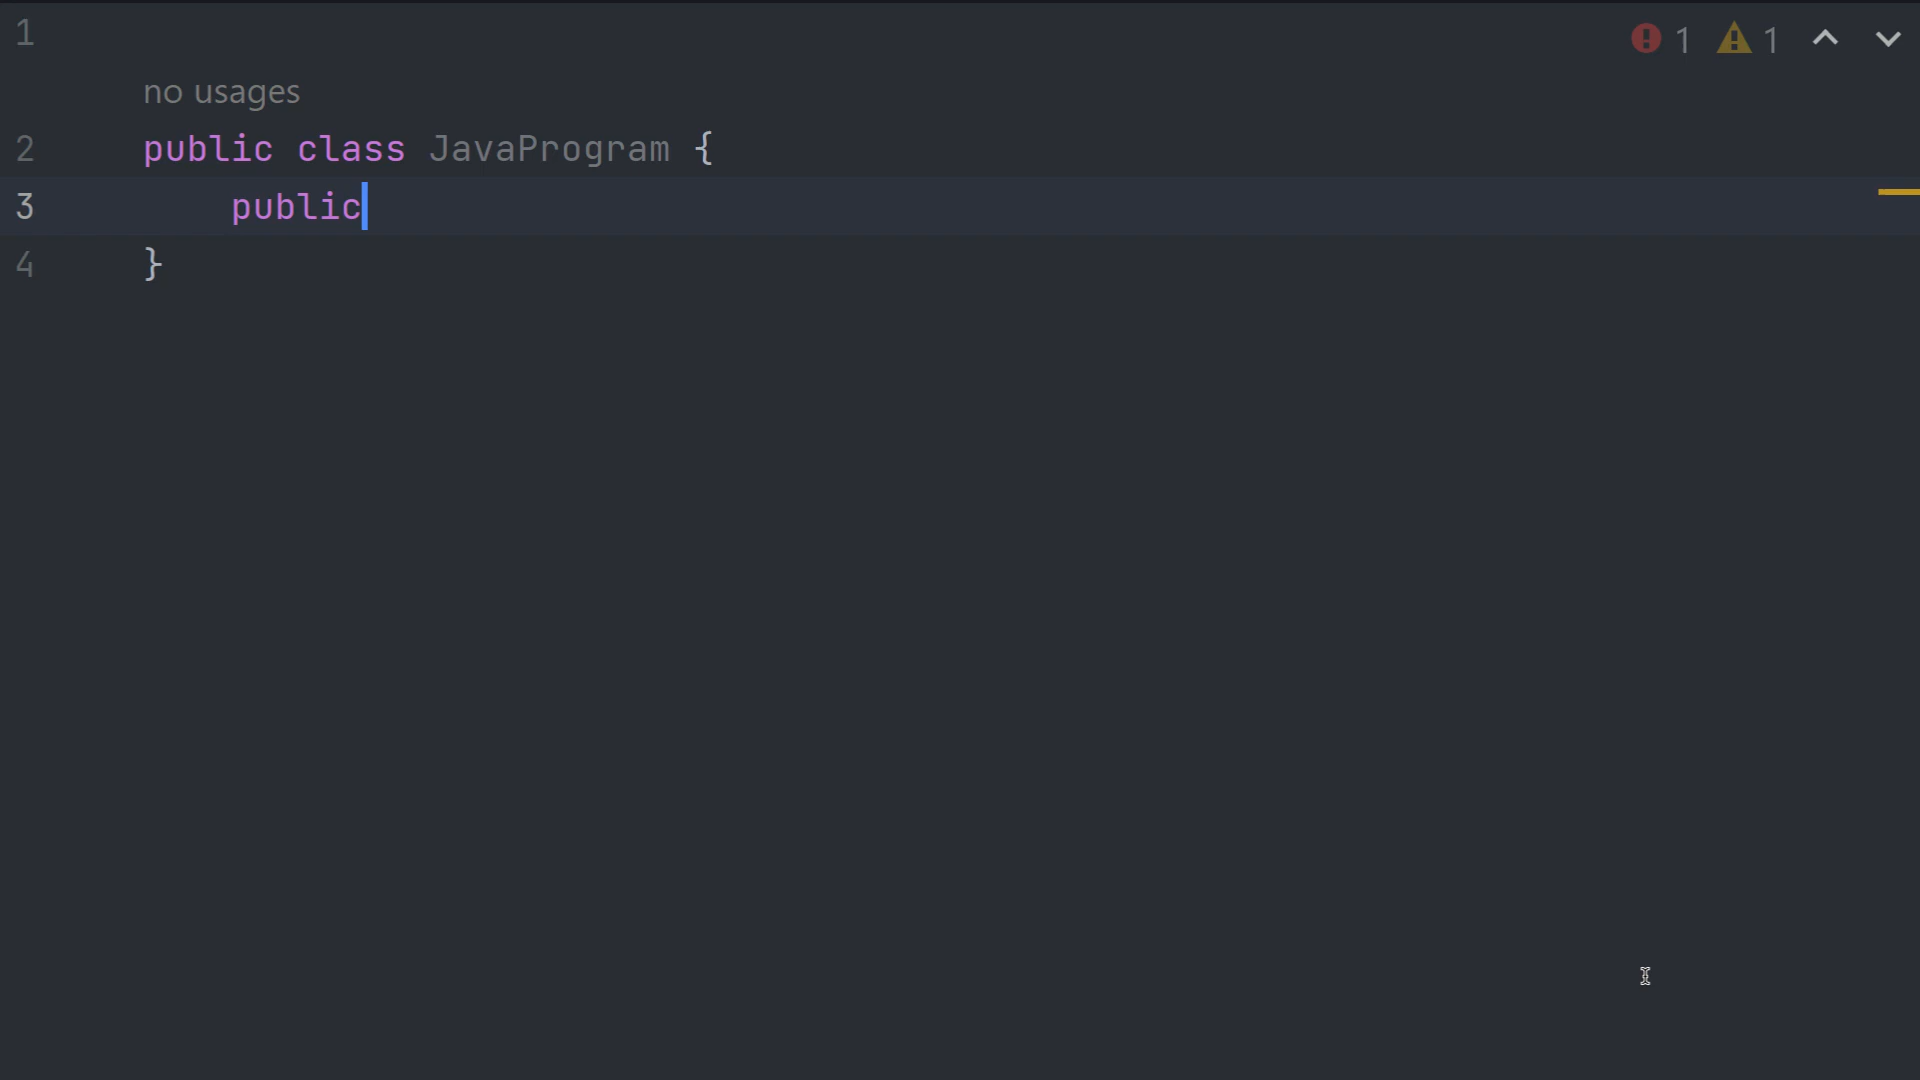 1
1 1
no usages
2 public class JavaProgram {
3 public
4 }